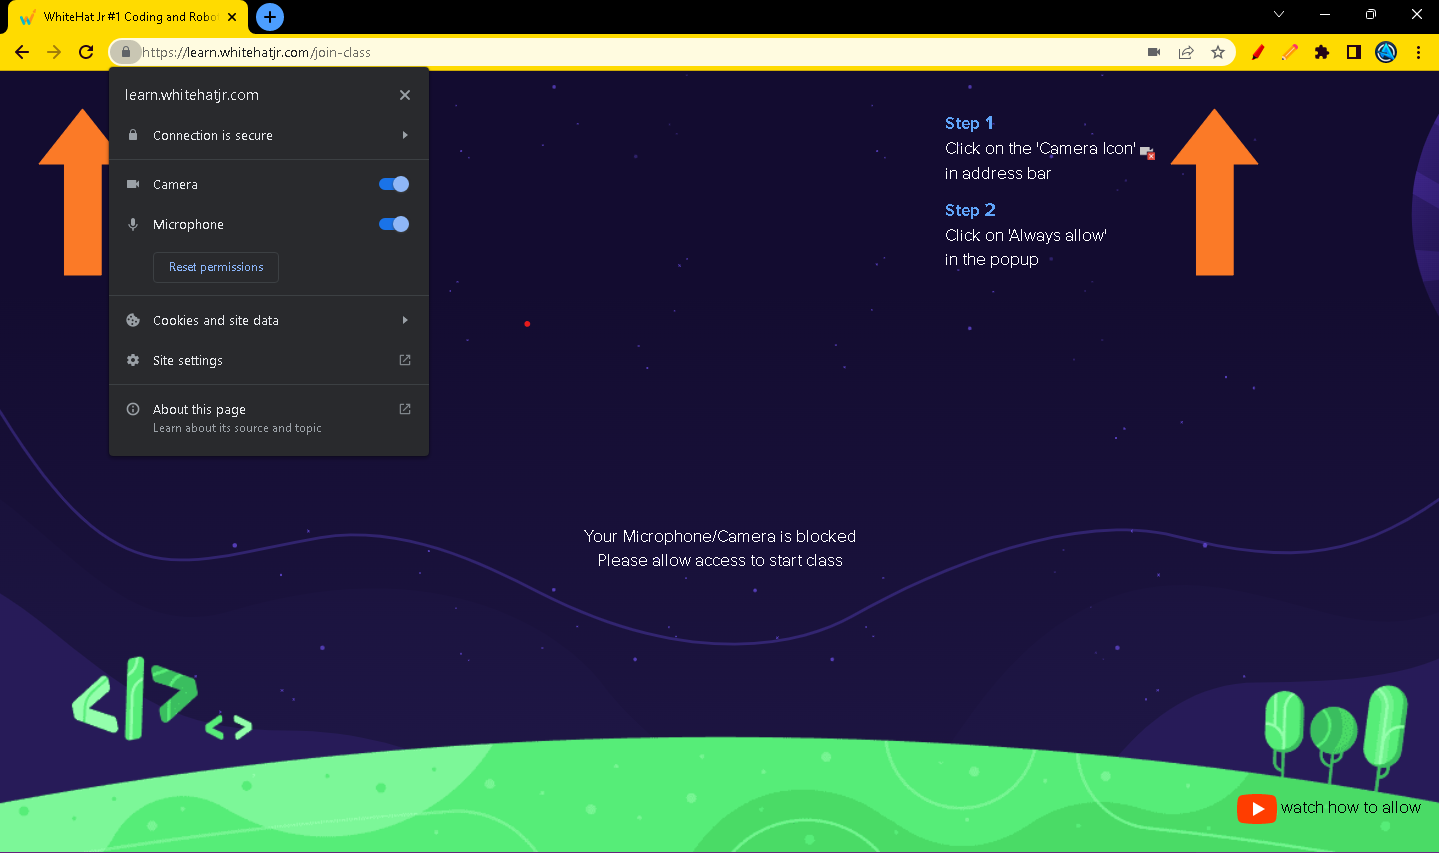 WhiteHat Jr #1 Coding and Robo
https://learn.whitehatjr.com/join-class
learn.whitehatjr.com
Connection is secure
Camera
Microphone
Reset permissions
Cookies and site data
Site settings
About this page
Learn about its source and topic
Step 1
Click on the 'Camera Icon'
in address bar
Step 2
Click on 'Always allow'
in the popup
Your Microphone/Camera is blocked
Please allow access to start class
watch how to allow